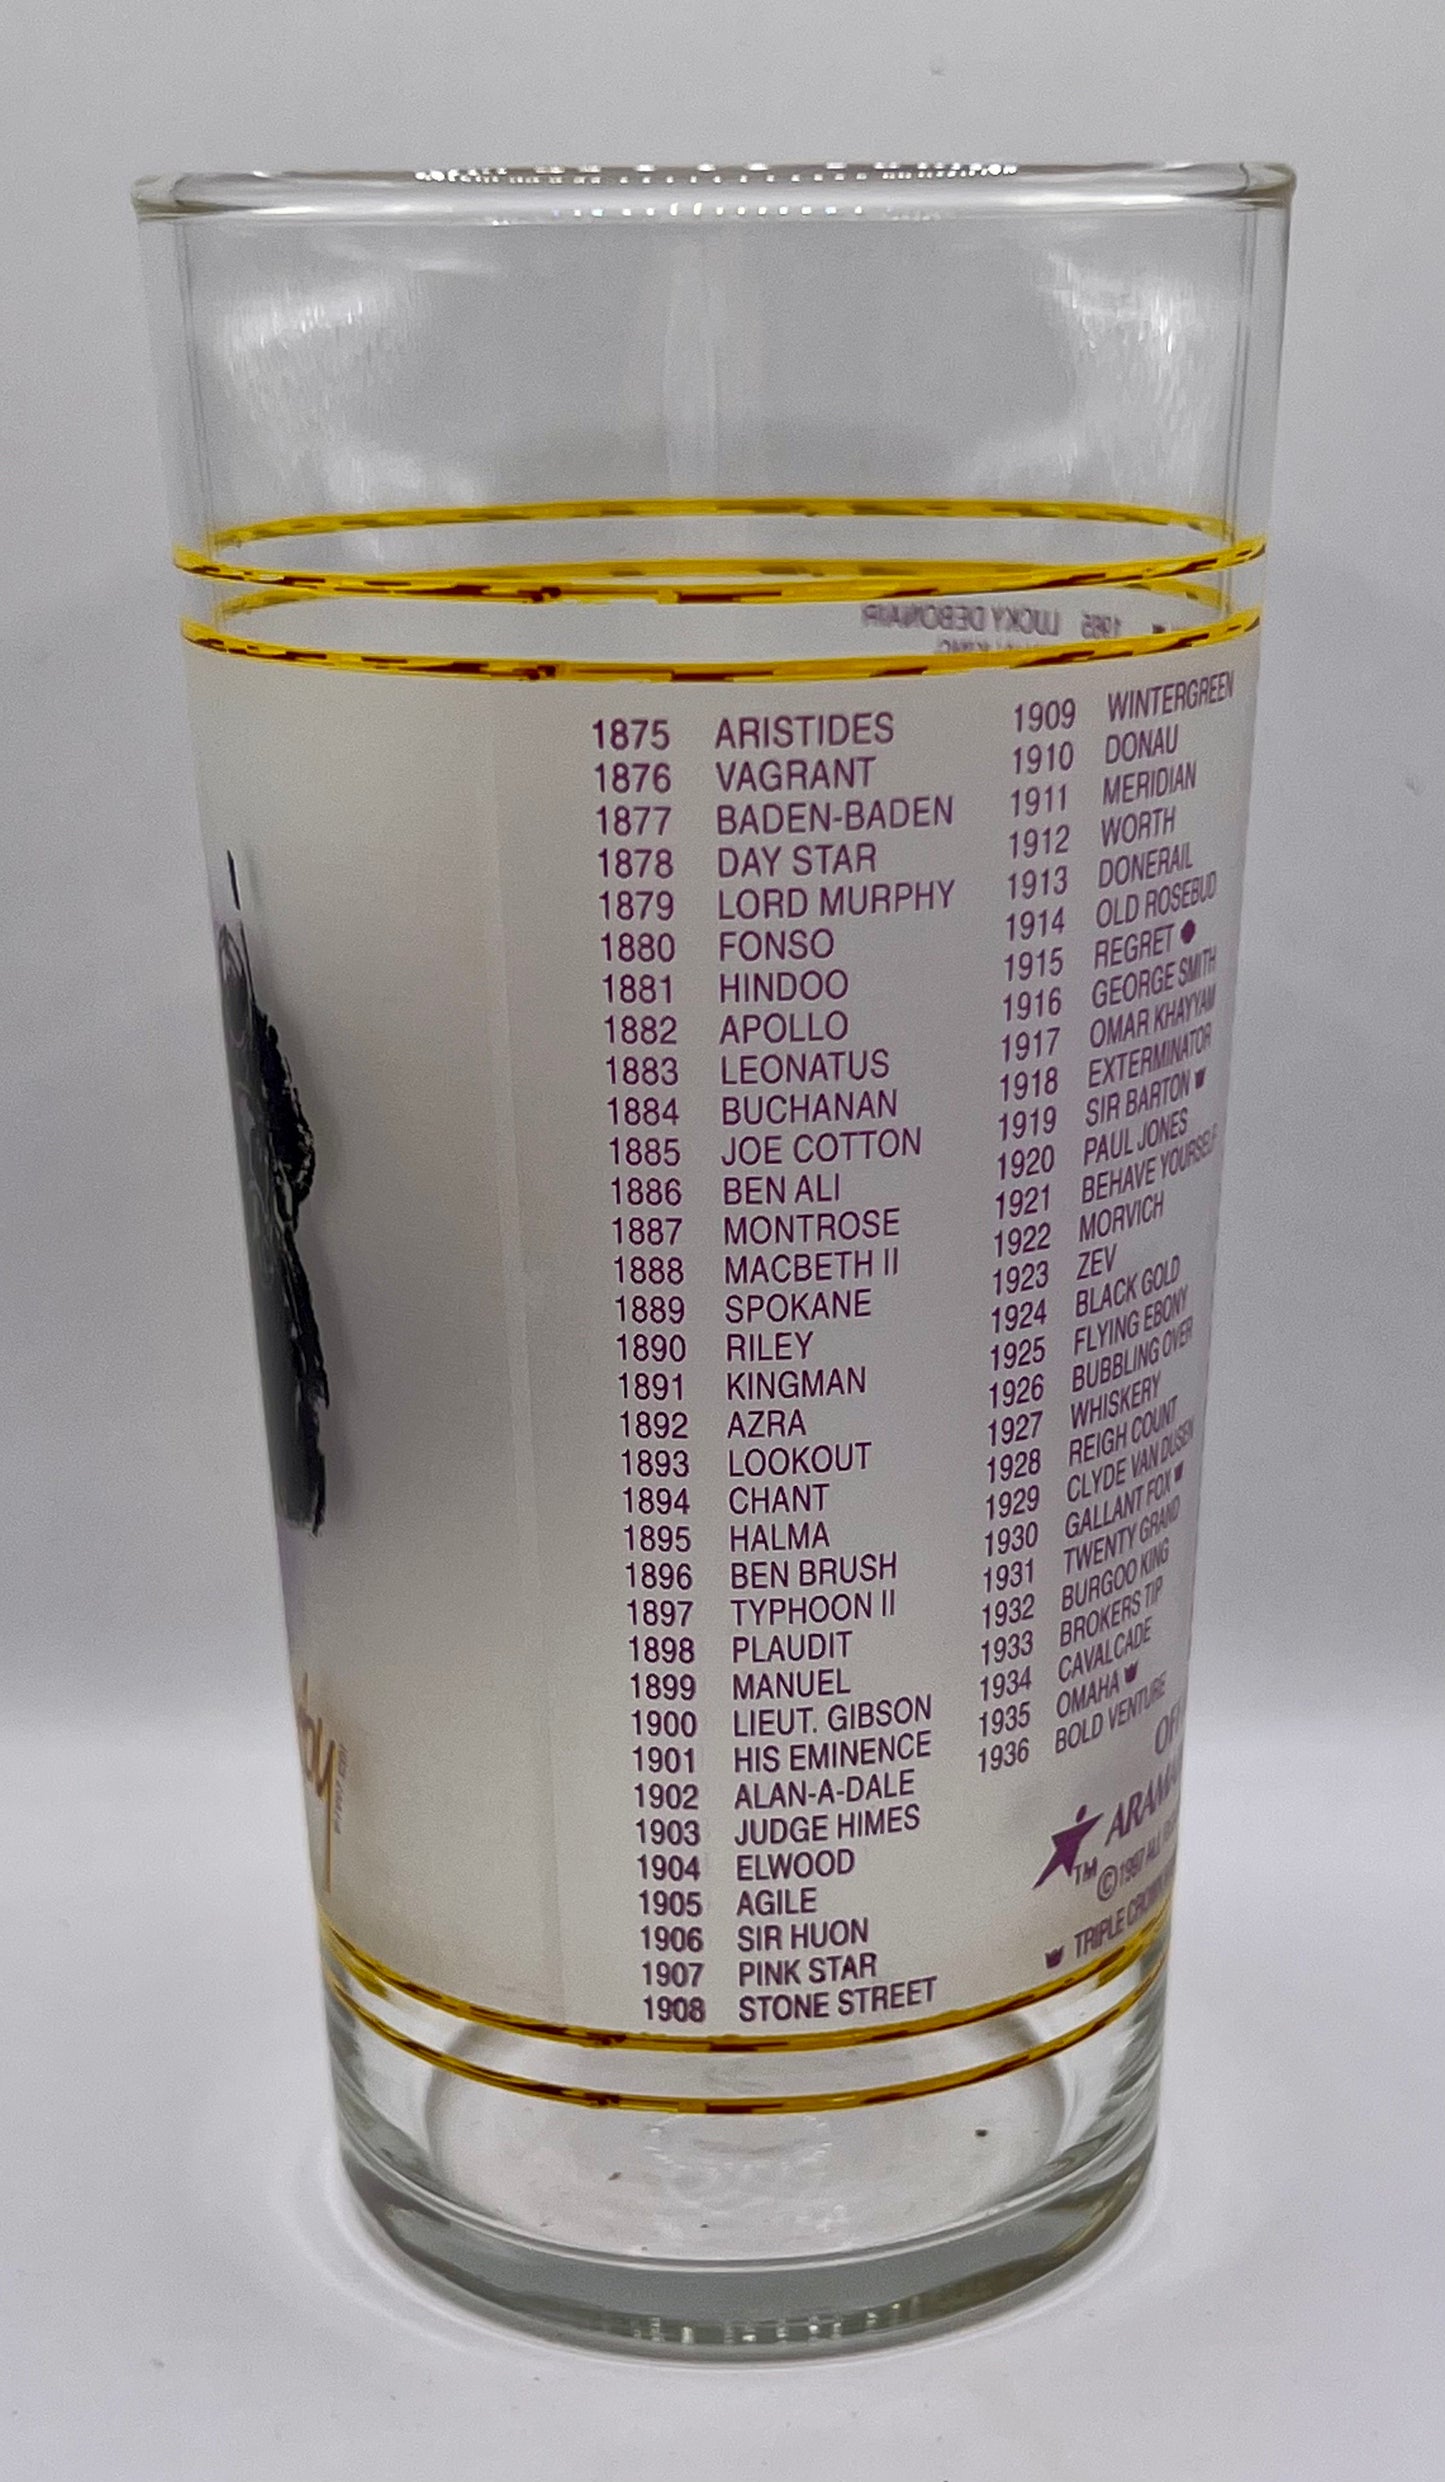 1965 LUCKY DEBONAIR
1875 ARISTIDES
1876 VAGRANT
1877 BADEN-BADEN
1878 DAY STAR
1879 LORD MURPHY
1880 FONSO
1881 HINDOO
1882 APOLLO
1883 LEONATUS
1884 BUCHANAN
1885 JOE COTTON
1886 BEN ALI
1887 MONTROSE
1888 MACBETH II
1889 SPOKANE
1890 RILEY
1891 KINGMAN
1892 AZRA
1893 LOOKOUT
1894 CHANT
1895 HALMA
1896 BEN BRUSH
1897 TYPHOON II
1898 PLAUDIT
1899 MANUEL
1900 LIEUT. GIBSON
1901 HIS EMINENCE
1902 ALAN-A-DALE
1903 JUDGE HIMES
1904 ELWOOD
1905 AGILE
1906 SIR HUON
1907 PINK STAR
1908 STONE STREET
1909 WINTERGREEN
1910 DONAU
1911 MERIDIAN
1912 WORTH
1913 DONERAIL
1914 OLD ROSEBUD
1915 REGRET
1916 GEORGE SMITH
1917 OMAR KHAYYAM
1918 EXTERMINATOR
1919 SIR BARTON
1920 PAUL JONES
1921 BEHAVE YOURSELF
1922 MORVICH
1923 ZEV
1924 BLACK GOLD
1925 FLYING EBONY
1926 BUBBLING OVER
1927 WHISKERY
1928 REIGH COUNT
1929 CLYDE VAN DUSEN
1930 GALLANT FOX
1931 TWENTY GRAND
1932 BURGOO KING
1933 BROKERS TIP
1934 CAVALCADE
1935 OMAHA
1936 BOLD VENTURE
TM
©1997 ALL
TRIPLE CROWN